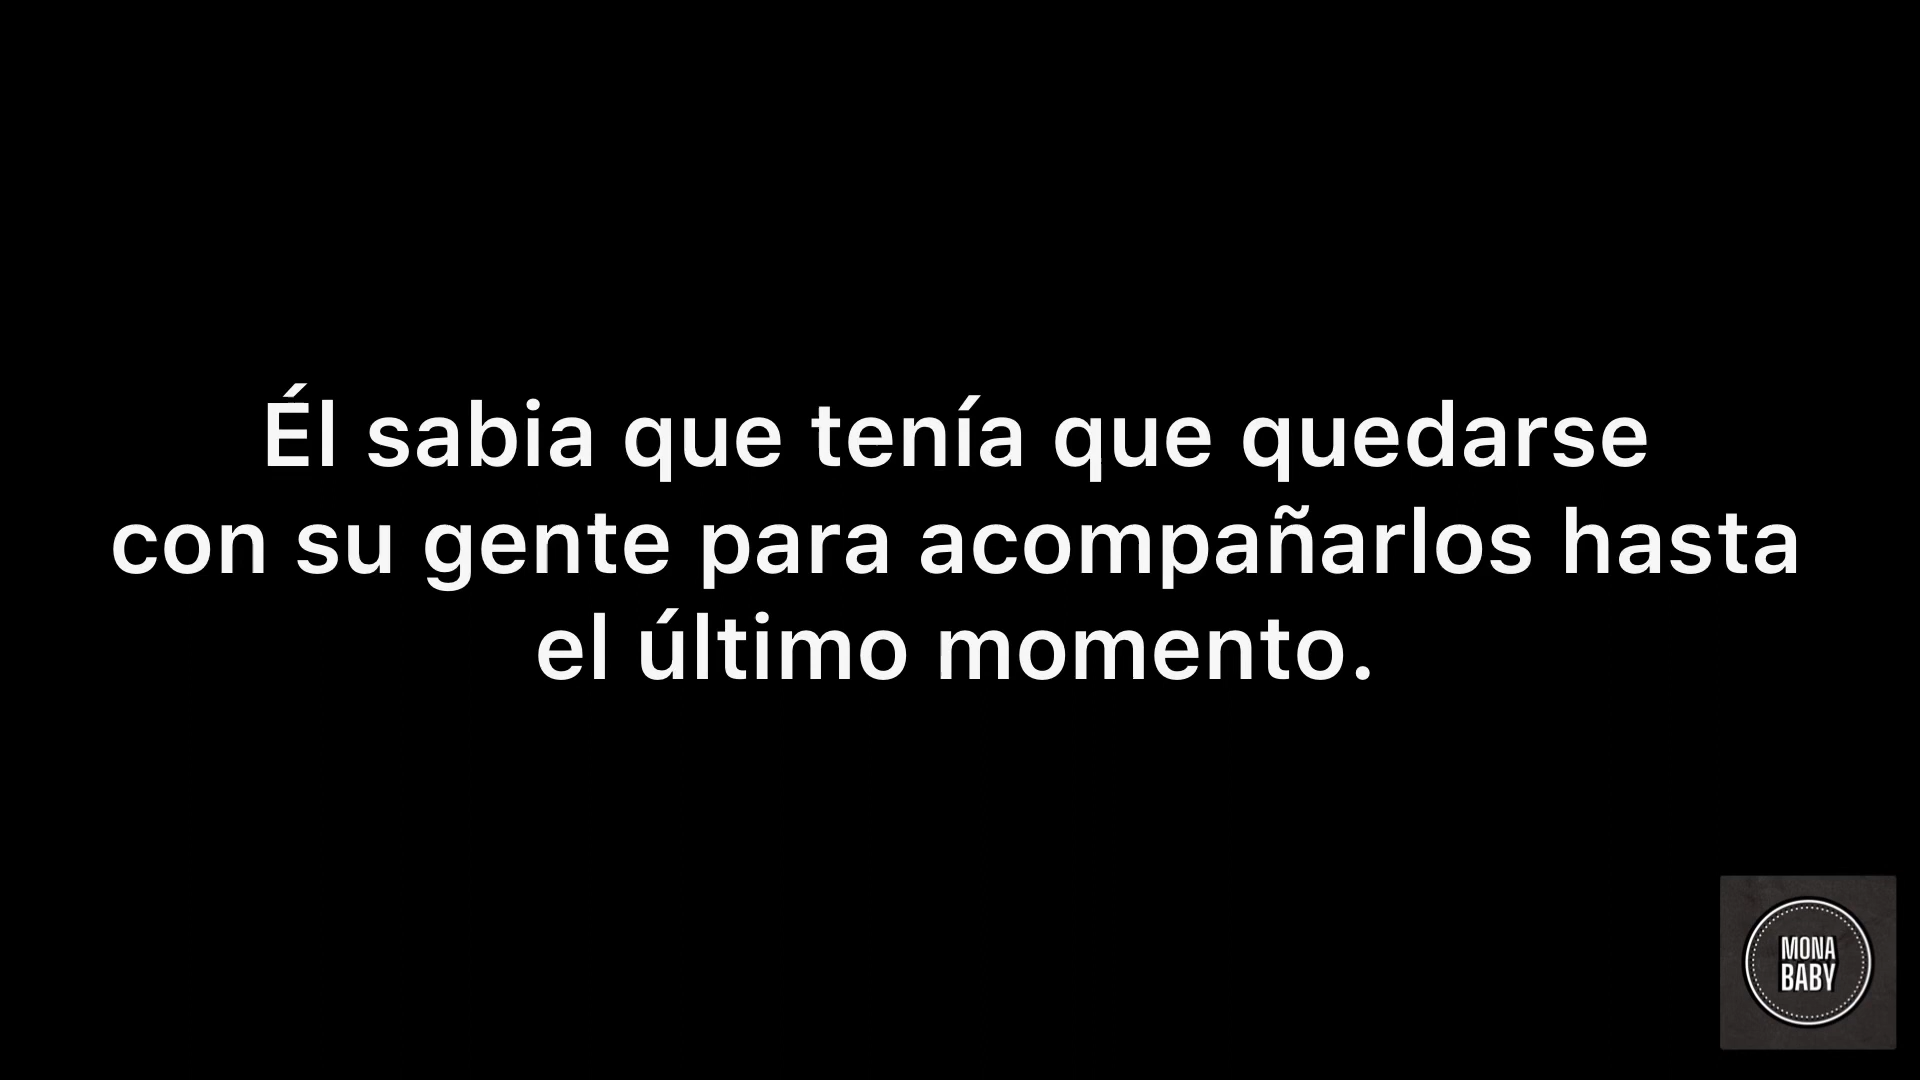 Él sabia que tenía que quedarse
con su gente para acompañarlos hasta
el último momento.
MONA
BABY